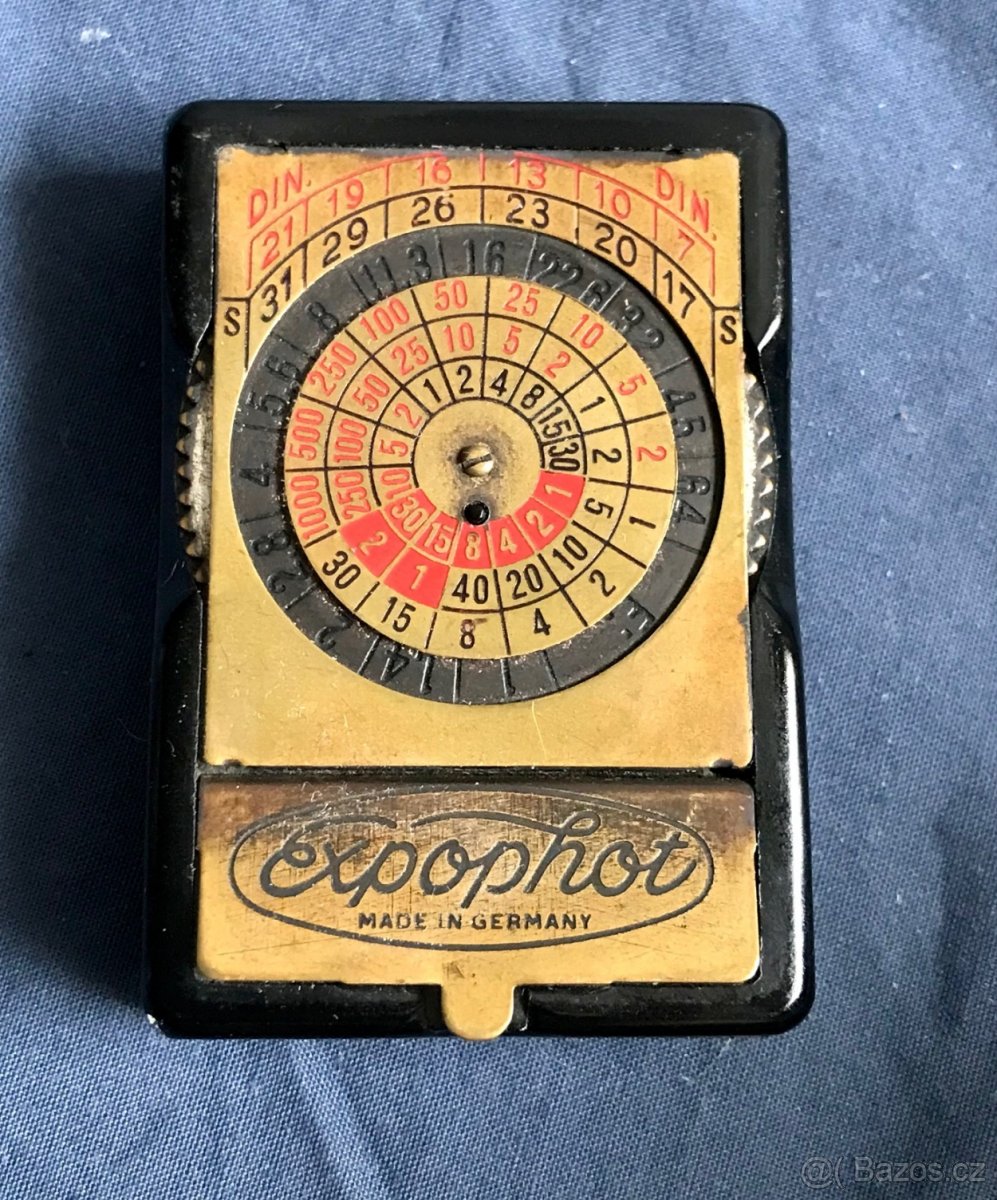 DIN. 21 19 16 13 10 7 DIN.
S 31 29 26 23 20 17 S
1 1,4 2 2,8 4 5,6 8 11,3 16 22,6 32 45 64
1000 500 250 100 50 25 10 5 2 1 2 4 8 15 30
250 100 50 25 10 5 2 1 2 5 10 20 40 1 2
10 5 2 1 2 4 8 15 30 1 2 4 8 15 30
Expophot
MADE IN GERMANY
@( Bazos.cz